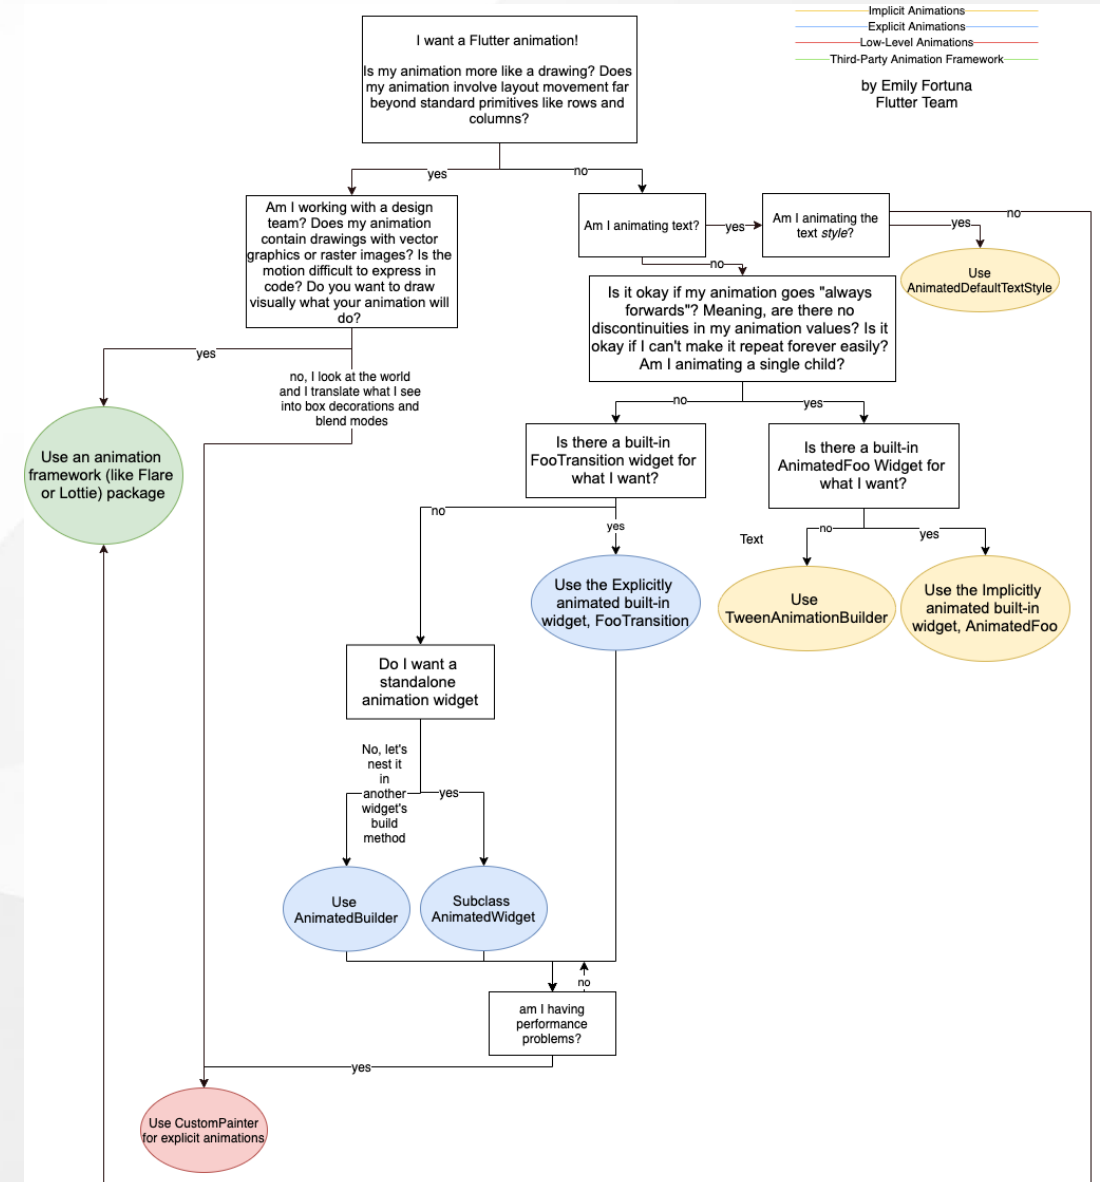 Implicit Animations
Explicit Animations
Low-Level Animations
Third-Party Animation Framework
by Emily Fortuna
Flutter Team
I want a Flutter animation!
Is my animation more like a drawing? Does
my animation involve layout movement far
beyond standard primitives like rows and
columns?
yes
no
Am I working with a design
team? Does my animation
contain drawings with vector
graphics or raster images? Is the
motion difficult to express in
code? Do you want to draw
visually what your animation will
do?
Am I animating text?
yes
Am I animating the
text style?
no
yes
Use
AnimatedDefaultTextStyle
no
Is it okay if my animation goes "always
forwards"? Meaning, are there no
discontinuities in my animation values? Is it
okay if I can't make it repeat forever easily?
Am I animating a single child?
yes
no, I look at the world
and I translate what I see
into box decorations and
blend modes
Use an animation
framework (like Flare
or Lottie) package
no
yes
Is there a built-in
FooTransition widget for
what I want?
Is there a built-in
AnimatedFoo Widget for
what I want?
no
yes
Text
no
yes
Use the Explicitly
animated built-in
widget, FooTransition
Use
TweenAnimationBuilder
Use the Implicitly
animated built-in
widget, AnimatedFoo
Do I want a
standalone
animation widget
No, let's
nest it
in
another
widget's
build
method
yes
Use
AnimatedBuilder
Subclass
AnimatedWidget
no
am I having
performance
problems?
yes
Use CustomPainter
for explicit animations